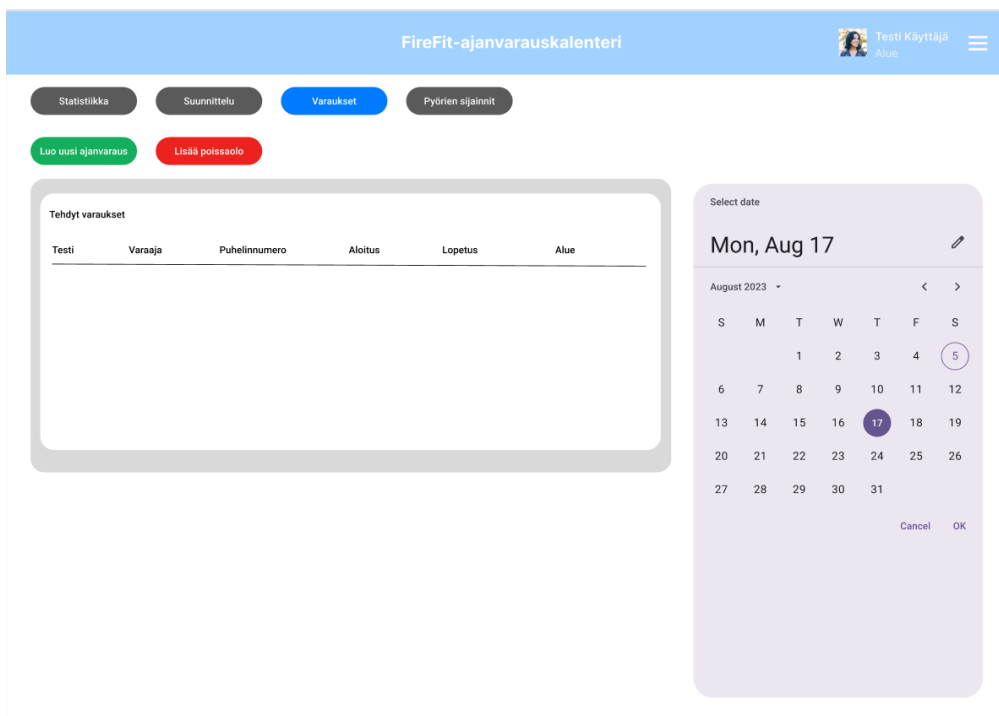 FireFit-ajanvarauskalenteri
Testi Käyttäjä
Alue
Statistiikka Suunnittelu Varaukset Pyörien sijainnit
Luo uusi ajanvaraus Lisää poissaolo
Tehdyt varaukset
Testi Varaaja Puhelinnumero Aloitus Lopetus Alue
Select date
Mon, Aug 17
August 2023
S M T W T F S
1 2 3 4 5
6 7 8 9 10 11 12
13 14 15 16 17 18 19
20 21 22 23 24 25 26
27 28 29 30 31
Cancel OK